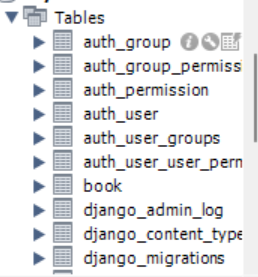 Tables
auth_group
auth_group_permiss
auth_permission
auth_user
auth_user_groups
auth_user_user_perm
book
django_admin_log
django_content_type
django_migrations